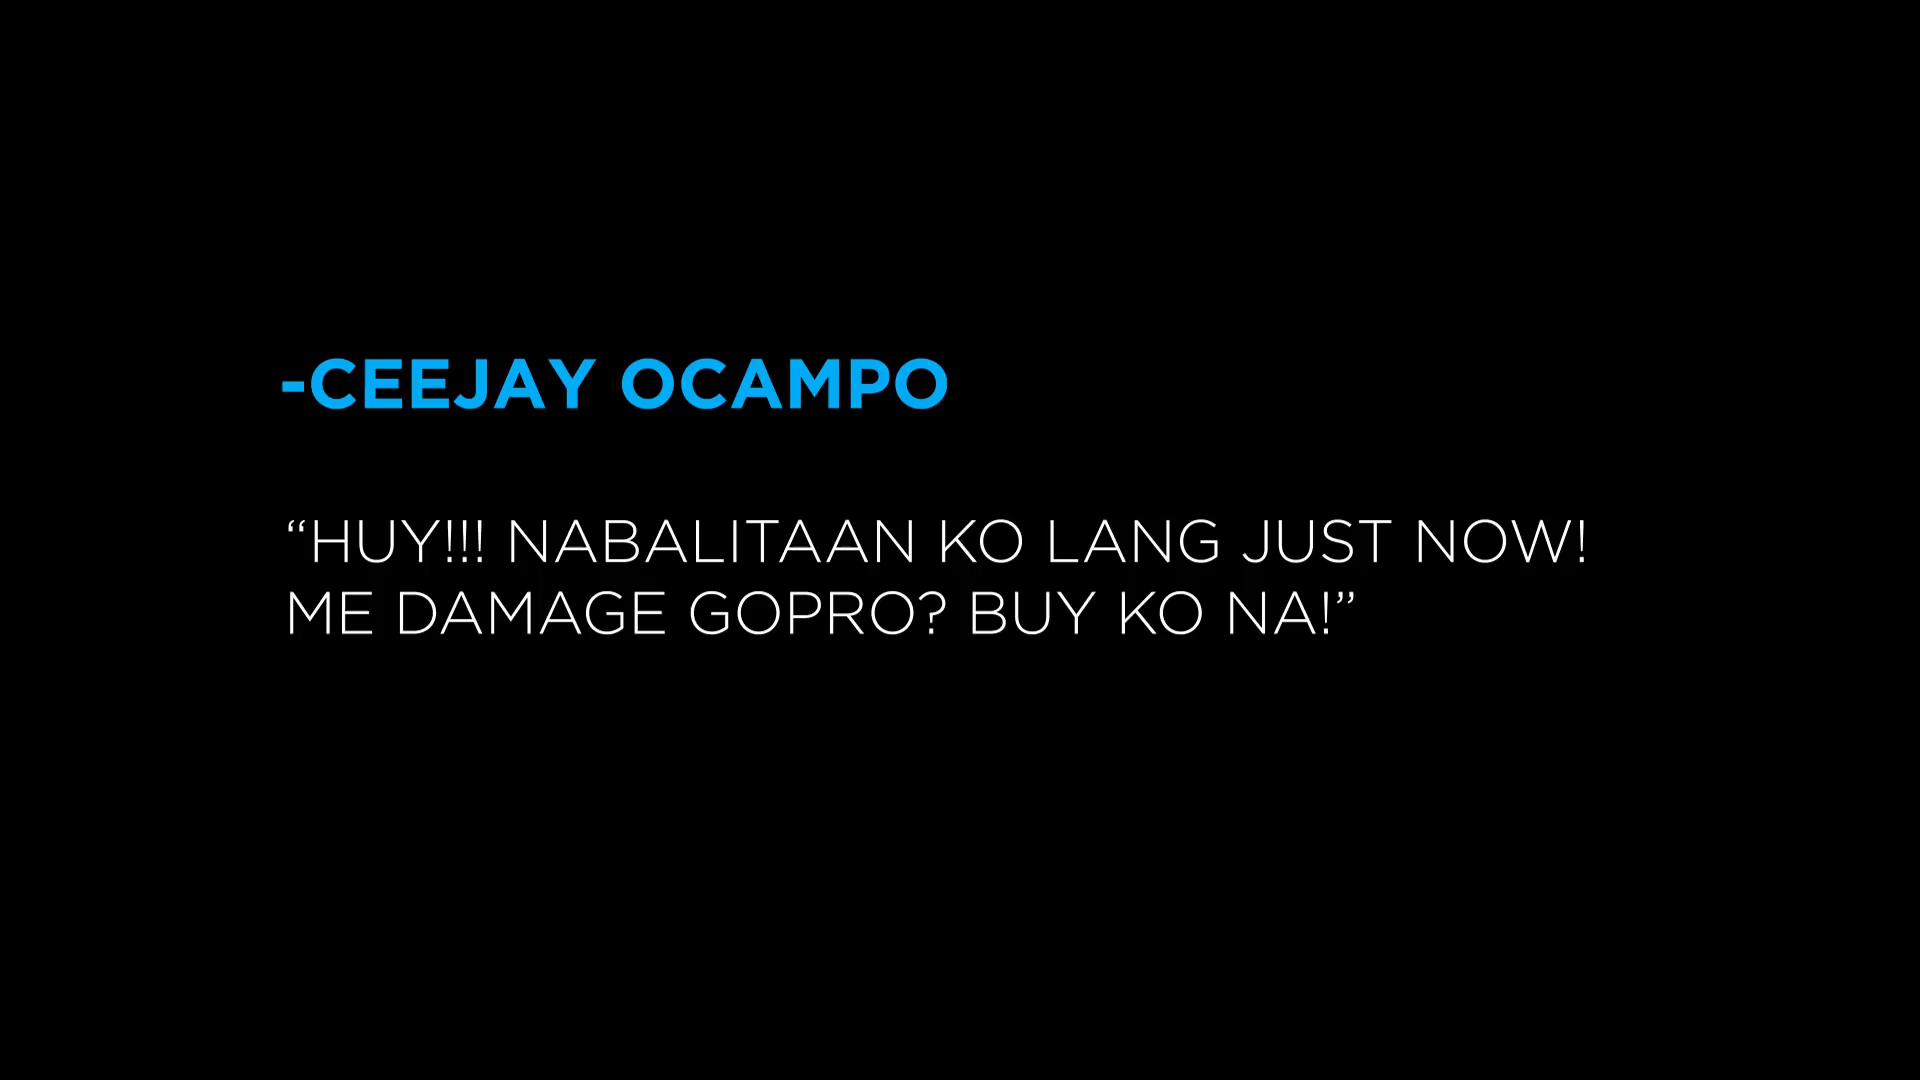 -CEEJAY OCAMPO
“HUY!!! NABALITAAN KO LANG JUST NOW!
ME DAMAGE GOPRO? BUY KO NA!”